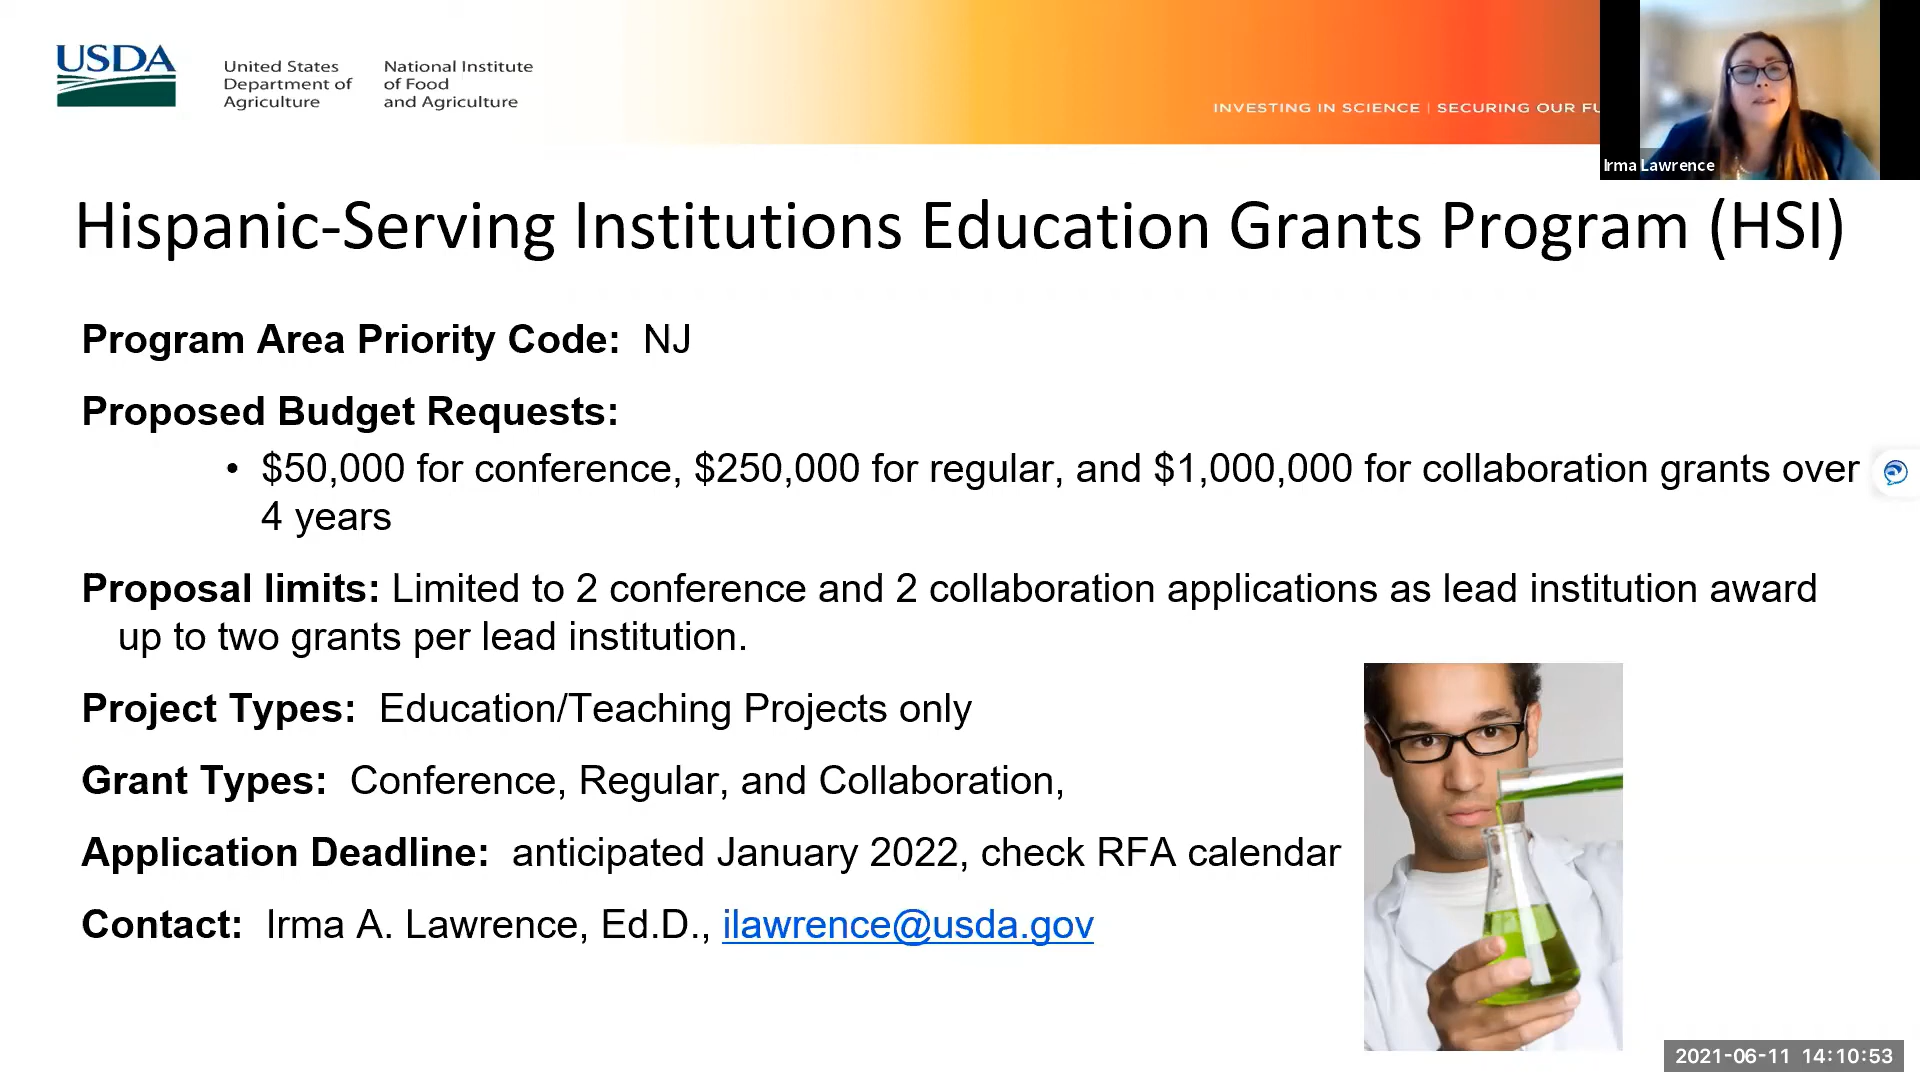 USDA
United States
Department of
Agriculture
National Institute
of Food
and Agriculture
INVESTING IN SCIENCE | SECURING OUR FU
Irma Lawrence
Hispanic-Serving Institutions Education Grants Program (HSI)
Program Area Priority Code: NJ
Proposed Budget Requests:
• $50,000 for conference, $250,000 for regular, and $1,000,000 for collaboration grants over
4 years
Proposal limits: Limited to 2 conference and 2 collaboration applications as lead institution award
up to two grants per lead institution.
Project Types: Education/Teaching Projects only
Grant Types: Conference, Regular, and Collaboration,
Application Deadline: anticipated January 2022, check RFA calendar
Contact: Irma A. Lawrence, Ed.D., ilawrence@usda.gov
2021-06-11 14:10:53